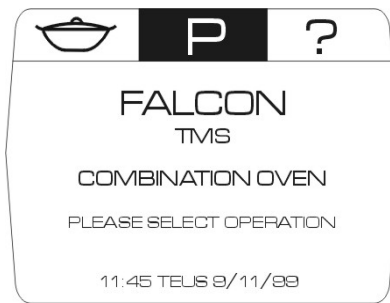 P ?
FALCON
TMS
COMBINATION OVEN
PLEASE SELECT OPERATION
11:45 TEUS 9/11/99